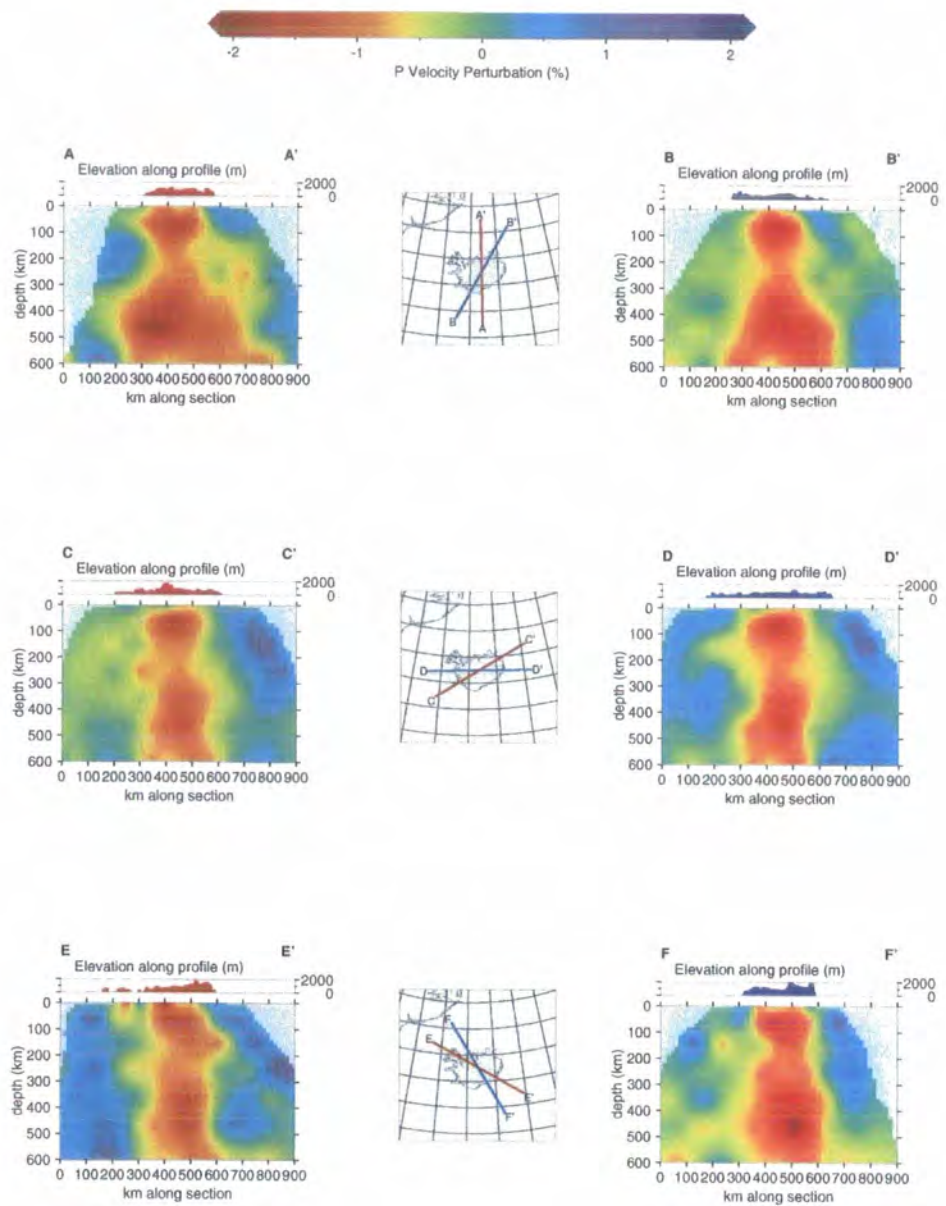 -2 -1 0 1 2
P Velocity Perturbation (%)
A A'
Elevation along profile (m)
2000
0
0
100
200
300
400
500
600
depth (km)
0 100 200 300 400 500 600 700 800 900
km along section
A'
B'
B
A
B B'
Elevation along profile (m)
2000
0
0
100
200
300
400
500
600
depth (km)
0 100 200 300 400 500 600 700 800 900
km along section
C C'
Elevation along profile (m)
2000
0
0
100
200
300
400
500
600
depth (km)
0 100 200 300 400 500 600 700 800 900
km along section
C'
D D'
C
D D'
Elevation along profile (m)
2000
0
0
100
200
300
400
500
600
depth (km)
0 100 200 300 400 500 600 700 800 900
km along section
E E'
Elevation along profile (m)
2000
0
0
100
200
300
400
500
600
depth (km)
0 100 200 300 400 500 600 700 800 900
km along section
F
E
E'
F'
F F'
Elevation along profile (m)
2000
0
0
100
200
300
400
500
600
depth (km)
0 100 200 300 400 500 600 700 800 900
km along section